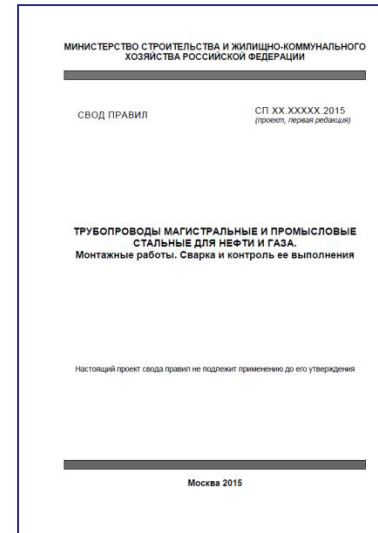 МИНИСТЕРСТВО СТРОИТЕЛЬСТВА И ЖИЛИЩНО-КОММУНАЛЬНОГО
ХОЗЯЙСТВА РОССИЙСКОЙ ФЕДЕРАЦИИ
СВОД ПРАВИЛ
СП XX.XXXXX.2015
(проект, первая редакция)
ТРУБОПРОВОДЫ МАГИСТРАЛЬНЫЕ И ПРОМЫСЛОВЫЕ
СТАЛЬНЫЕ ДЛЯ НЕФТИ И ГАЗА.
Монтажные работы. Сварка и контроль ее выполнения
Настоящий проект свода правил не подлежит применению до его утверждения
Москва 2015